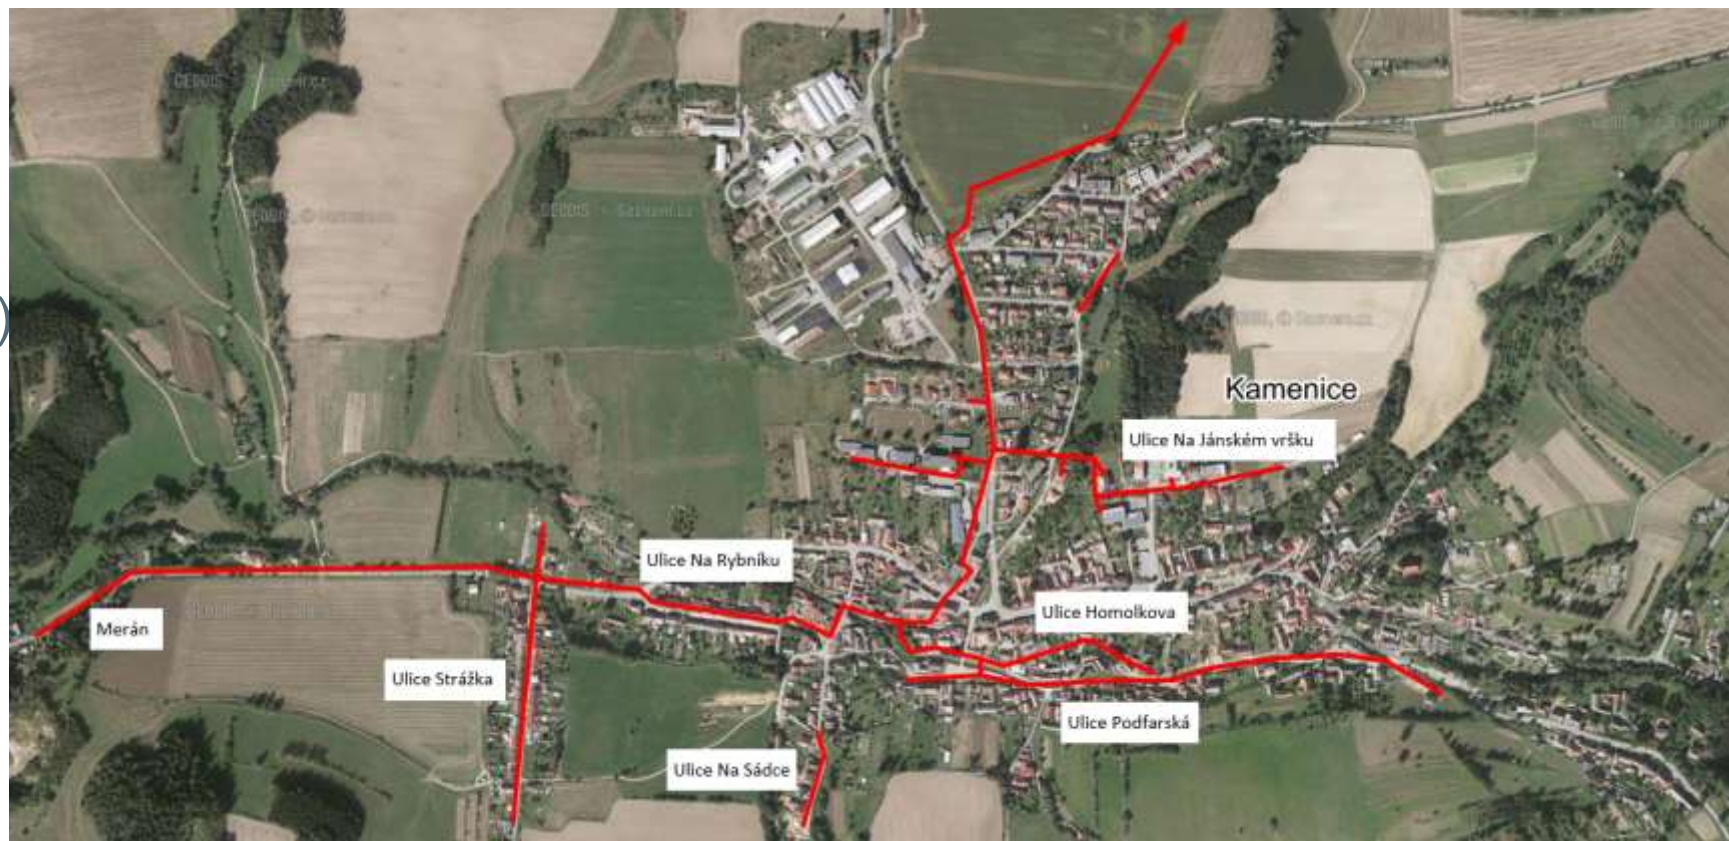 Kamenice
Ulice Na Jánském vršku
Ulice Na Rybníku
Ulice Homolkova
Merán
Ulice Strážka
Ulice Podfarská
Ulice Na Sádce